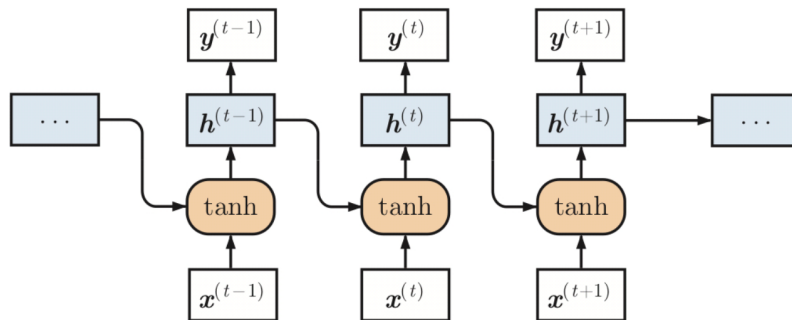 y^(t−1) y^(t) y^(t+1)
··· h^(t−1) h^(t) h^(t+1) ···
tanh tanh tanh
x^(t−1) x^(t) x^(t+1)